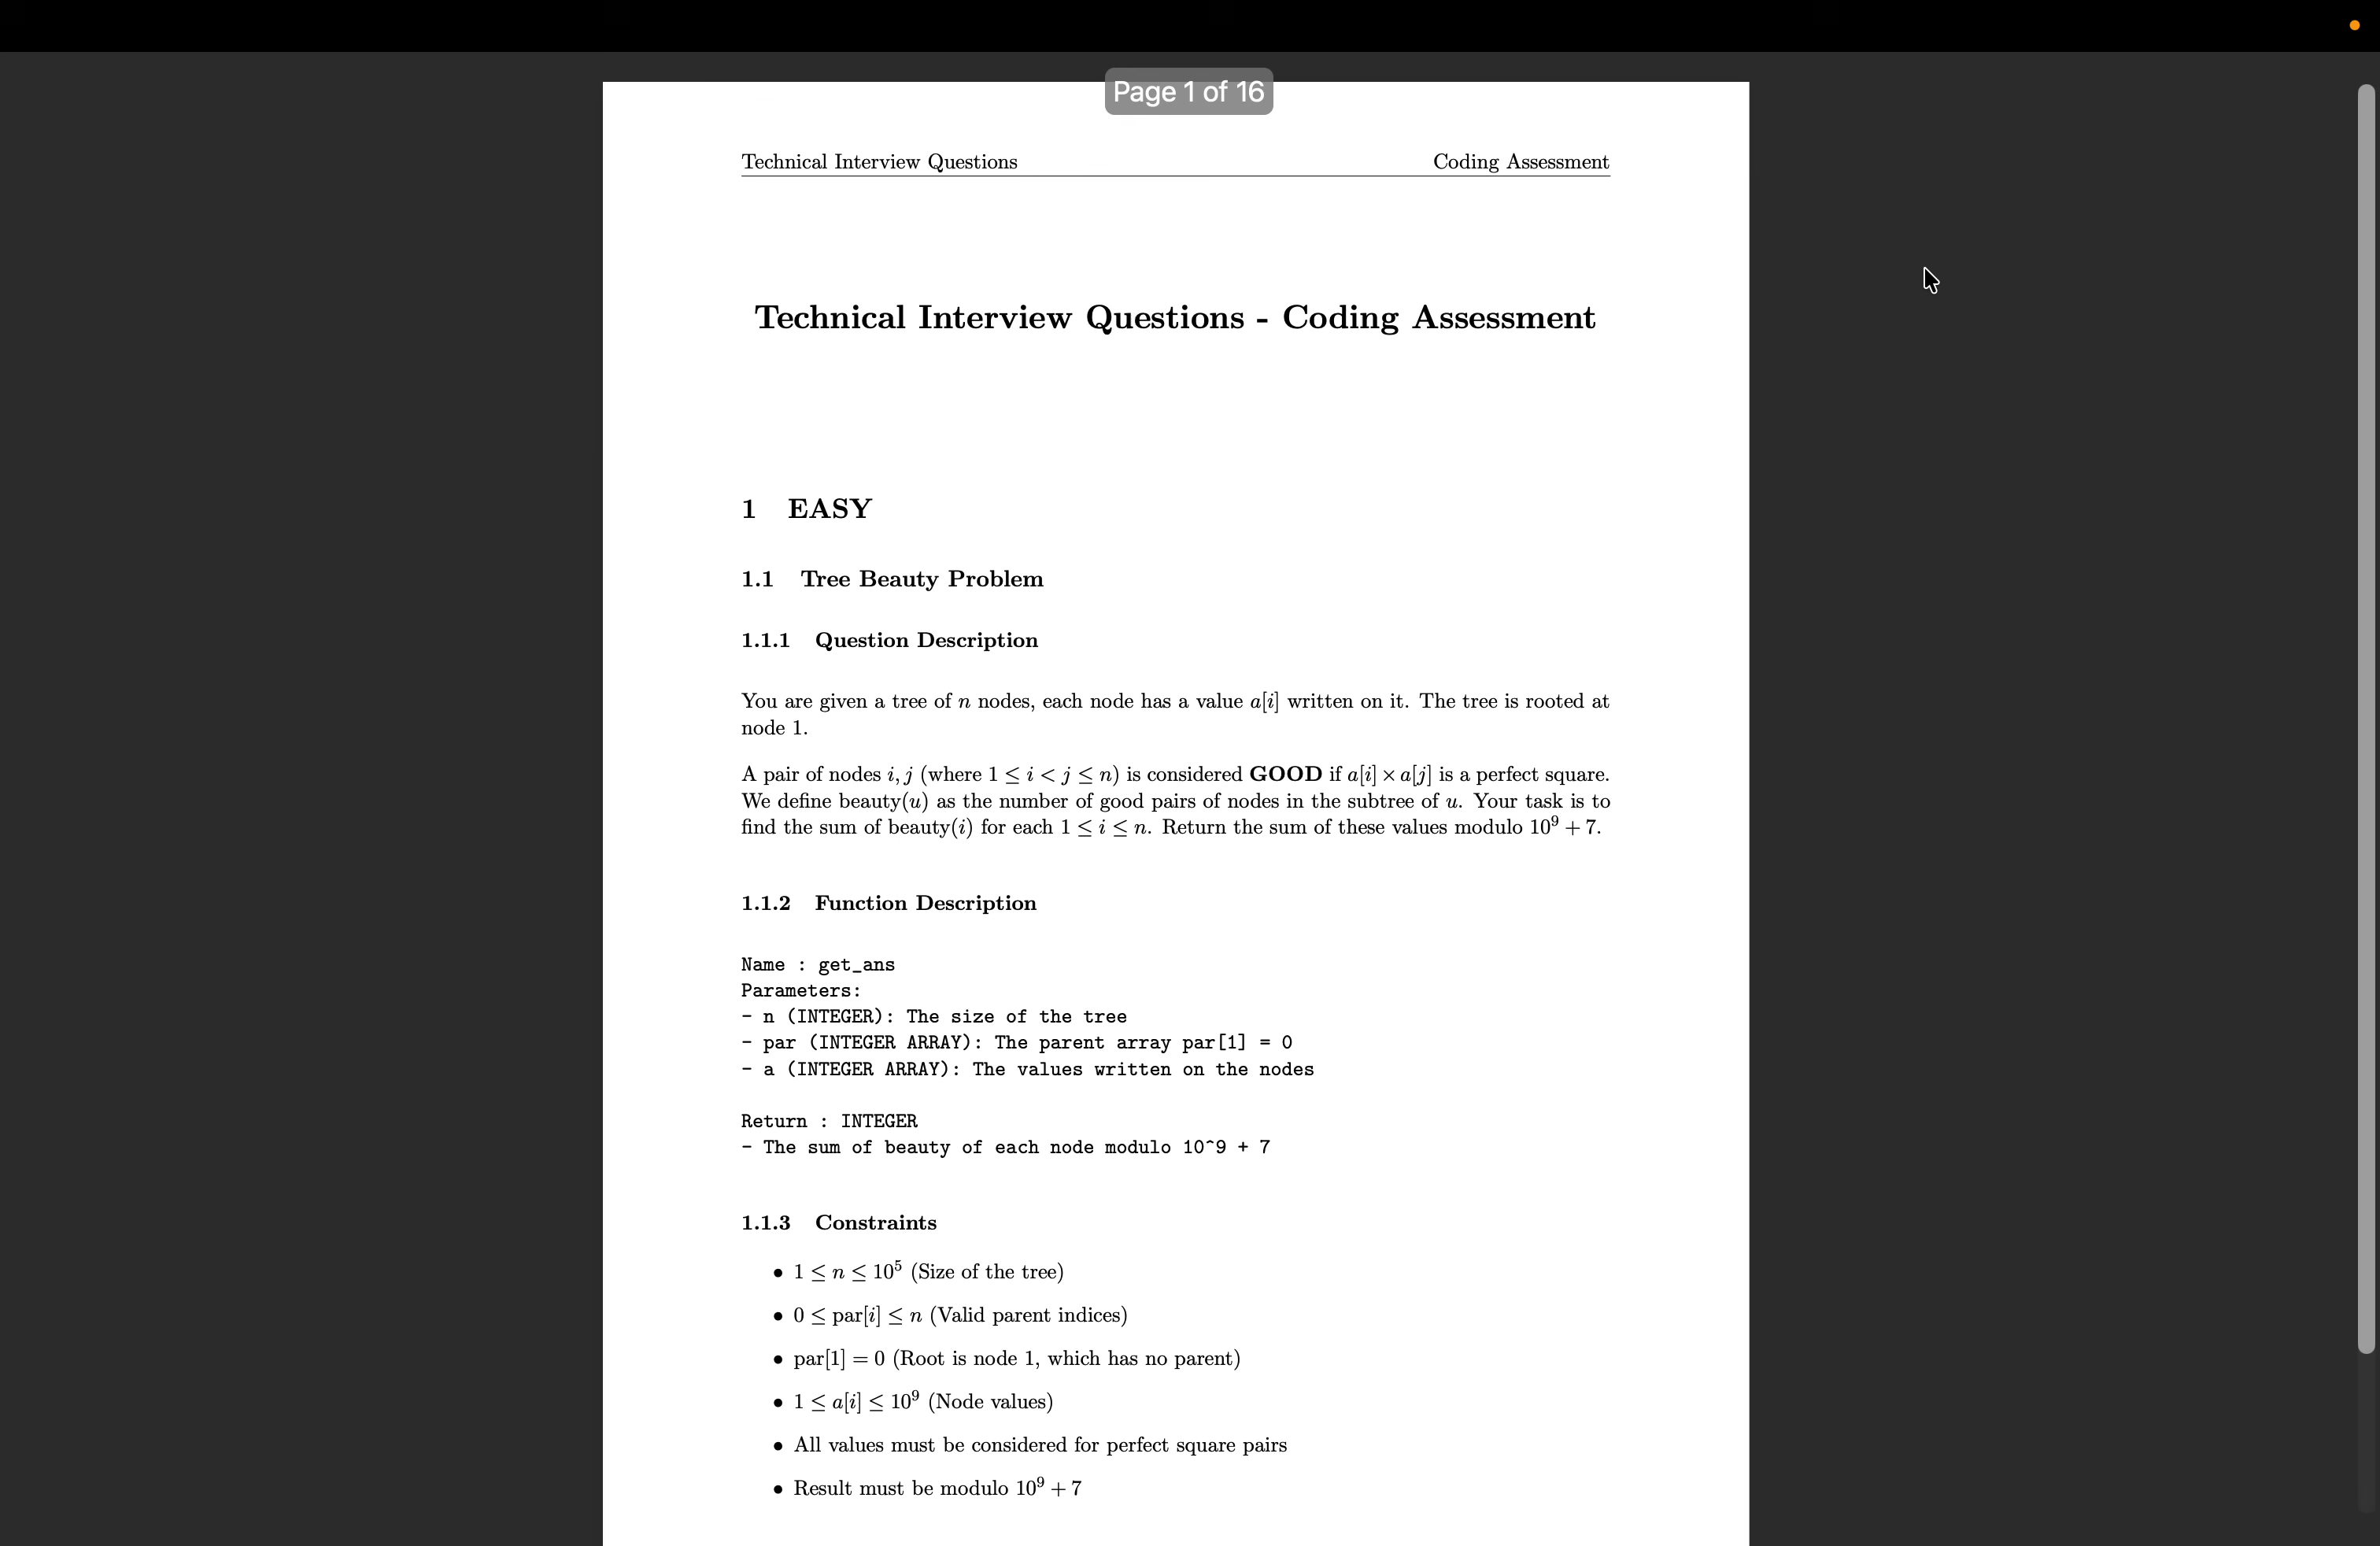 Page 1 of 16
Technical Interview Questions Coding Assessment
Technical Interview Questions - Coding Assessment
1 EASY
1.1 Tree Beauty Problem
1.1.1 Question Description
You are given a tree of n nodes, each node has a value a[i] written on it. The tree is rooted at
node 1.
A pair of nodes i, j (where 1 ≤ i < j ≤ n) is considered GOOD if a[i] × a[j] is a perfect square.
We define beauty(u) as the number of good pairs of nodes in the subtree of u. Your task is to
find the sum of beauty(i) for each 1 ≤ i ≤ n. Return the sum of these values modulo 10⁹ + 7.
1.1.2 Function Description
Name : get_ans
Parameters:
- n (INTEGER): The size of the tree
- par (INTEGER ARRAY): The parent array par[1] = 0
- a (INTEGER ARRAY): The values written on the nodes
Return : INTEGER
- The sum of beauty of each node modulo 10^9 + 7
1.1.3 Constraints
• 1 ≤ n ≤ 10⁵ (Size of the tree)
• 0 ≤ par[i] ≤ n (Valid parent indices)
• par[1] = 0 (Root is node 1, which has no parent)
• 1 ≤ a[i] ≤ 10⁹ (Node values)
• All values must be considered for perfect square pairs
• Result must be modulo 10⁹ + 7